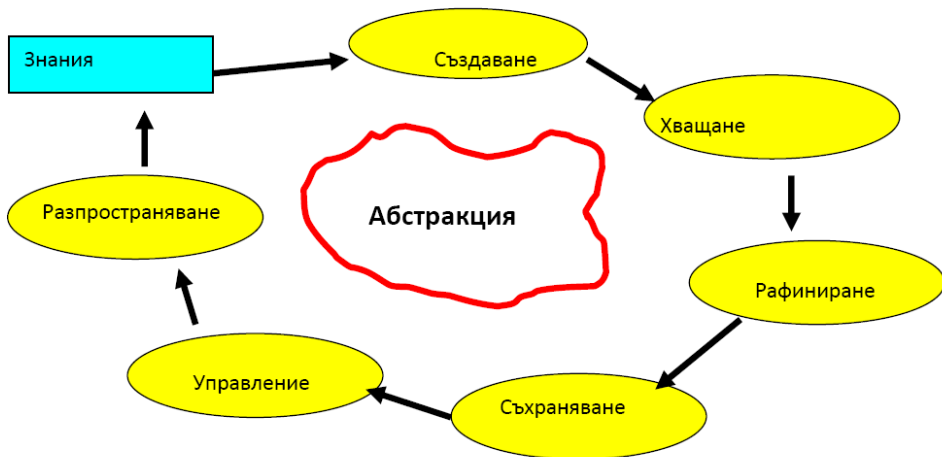 Знания
Създаване
Хващане
Рафиниране
Съхраняване
Управление
Разпространяване
Абстракция